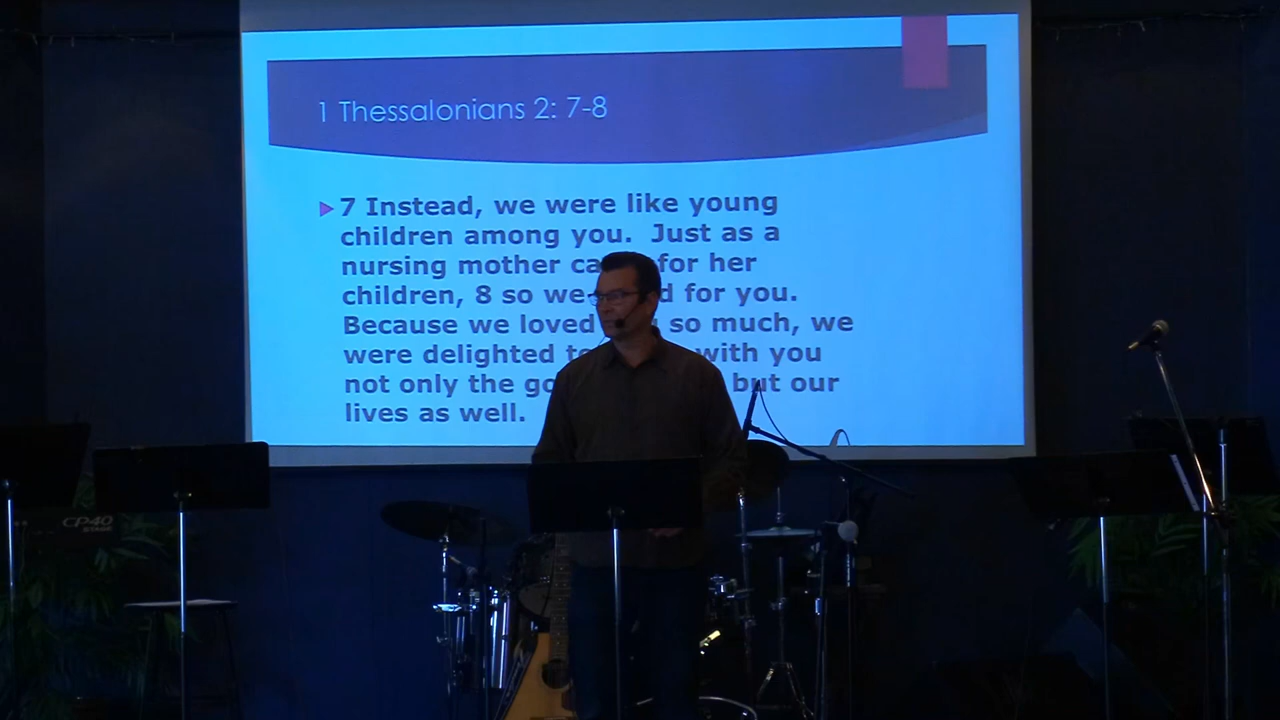 1 Thessalonians 2: 7-8
7 Instead, we were like young
children among you. Just as a
nursing mother for her
children, 8 so we for you.
Because we loved so much, we
were delighted with you
not only the but our
lives as well.
CP40
STAGE